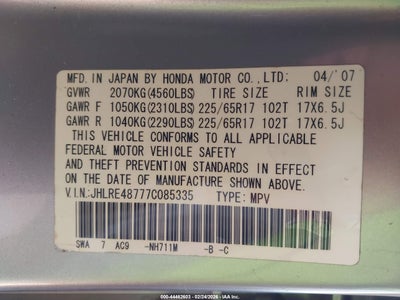 MFD. IN JAPAN BY HONDA MOTOR CO.,LTD: 04/'07
GVWR 2070KG(4560LBS) TIRE SIZE RIM SIZE
GAWR F 1050KG(2310LBS) 225/65R17 102T 17X6.5J
GAWR R 1040KG(2290LBS) 225/65R17 102T 17X6.5J
THIS VEHICLE CONFORMS TO ALL APPLICABLE
FEDERAL MOTOR VEHICLE SAFETY
AND THEFT PREVENTION STANDARDS IN EFFECT ON
THE DATE OF MANUFACTURE SHOWN ABOVE.
V.I.N:JHLRE48777C085335 TYPE: MPV
SWA 7 AC9 -NH711M -B -C
000-44482603 - 02/24/2026 - IAA Inc.